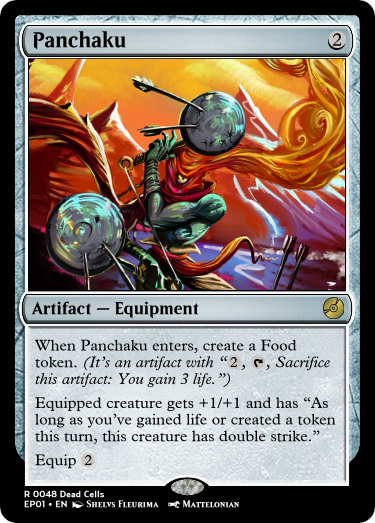 Panchaku 2
Artifact — Equipment
When Panchaku enters, create a Food
token. (It's an artifact with “2, T, Sacrifice
this artifact: You gain 3 life.”)
Equipped creature gets +1/+1 and has “As
long as you've gained life or created a token
this turn, this creature has double strike.”
Equip 2
R 0048 Dead Cells
EP01 • EN Shelvs Fleurima Mattelonian